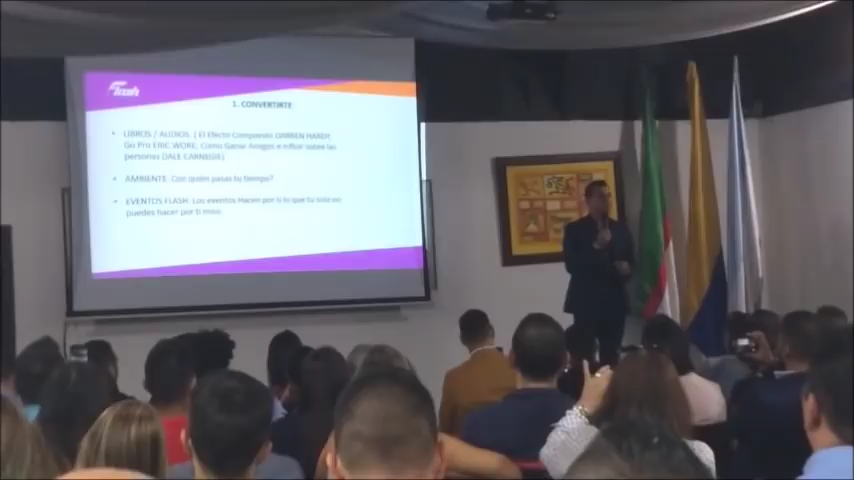 flash
1. CONVERTIRTE
• LIBROS / AUDIOS. ( El Efecto Compuesto DARREN HARDY,
Go Pro ERIC WORE, Como Ganar Amigos e influir sobre las
personas DALE CARNEGIE)
• AMBIENTE. Con quién pasas tu tiempo?
• EVENTOS FLASH. Los eventos Hacen por ti lo que tu solo no
puedes hacer por ti mismo.